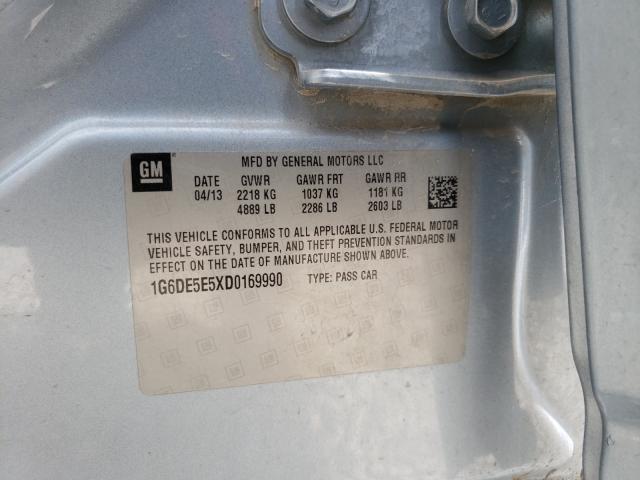 GM
MFD BY GENERAL MOTORS LLC
DATE GVWR GAWR FRT GAWR RR
04/13 2218 KG 1037 KG 1181 KG
4889 LB 2286 LB 2603 LB
THIS VEHICLE CONFORMS TO ALL APPLICABLE U.S. FEDERAL MOTOR
VEHICLE SAFETY, BUMPER, AND THEFT PREVENTION STANDARDS IN
EFFECT ON THE DATE OF MANUFACTURE SHOWN ABOVE.
1G6DE5E5XD0169990 TYPE: PASS CAR